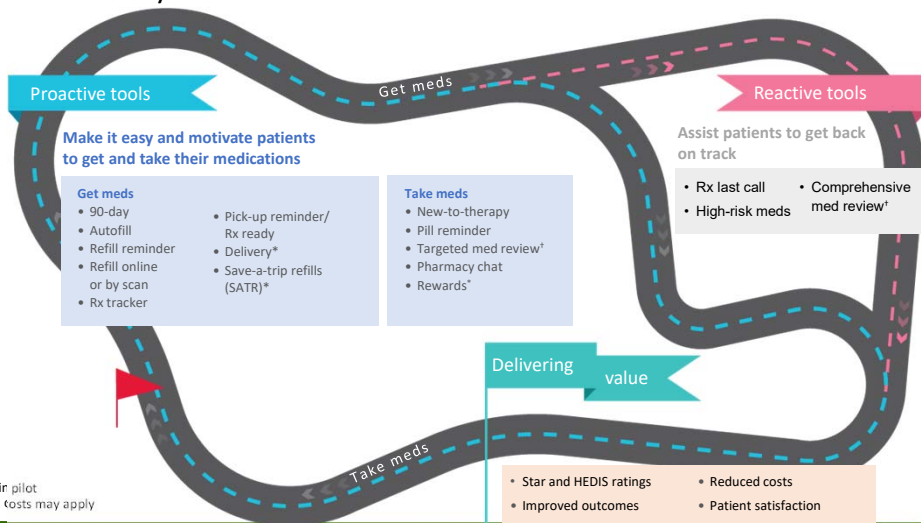 Get meds
Proactive tools
Reactive tools
Make it easy and motivate patients
to get and take their medications
Assist patients to get back
on track
Get meds
• 90-day
• Autofill
• Refill reminder
• Refill online
or by scan
• Rx tracker
• Pick-up reminder/
Rx ready
• Delivery*
• Save-a-trip refills
(SATR)*
Take meds
• New-to-therapy
• Pill reminder
• Targeted med review†
• Pharmacy chat
• Rewards*
• Rx last call
• High-risk meds
• Comprehensive
med review†
Delivering
value
Take meds
• Star and HEDIS ratings
• Improved outcomes
• Reduced costs
• Patient satisfaction
in pilot
costs may apply